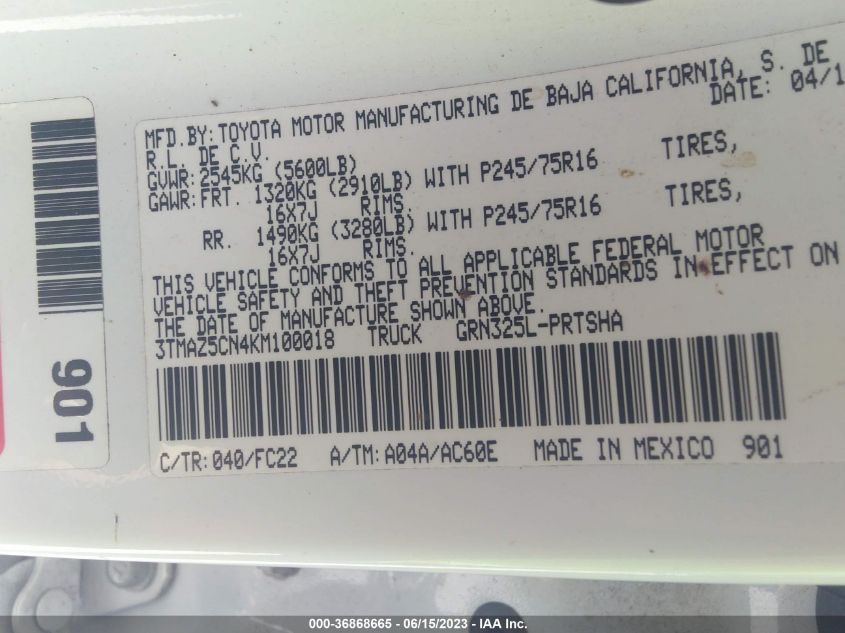 MFD.BY:TOYOTA MOTOR MANUFACTURING DE BAJA CALIFORNIA, S. DE
R.L. DE C.V. DATE: 04/1
GVWR:2545KG (5600LB)
GAWR:FRT. 1320KG (2910LB) WITH P245/75R16 TIRES,
16X7J RIMS.
RR. 1490KG (3280LB) WITH P245/75R16 TIRES,
16X7J RIMS.
THIS VEHICLE CONFORMS TO ALL APPLICABLE FEDERAL MOTOR
VEHICLE SAFETY AND THEFT PREVENTION STANDARDS IN EFFECT ON
THE DATE OF MANUFACTURE SHOWN ABOVE.
3TMAZ5CN4KM100018 TRUCK GRN325L-PRTSHA
C/TR:040/FC22 A/TM:A04A/AC60E MADE IN MEXICO 901
901
000-36868665 - 06/15/2023 - IAA Inc.